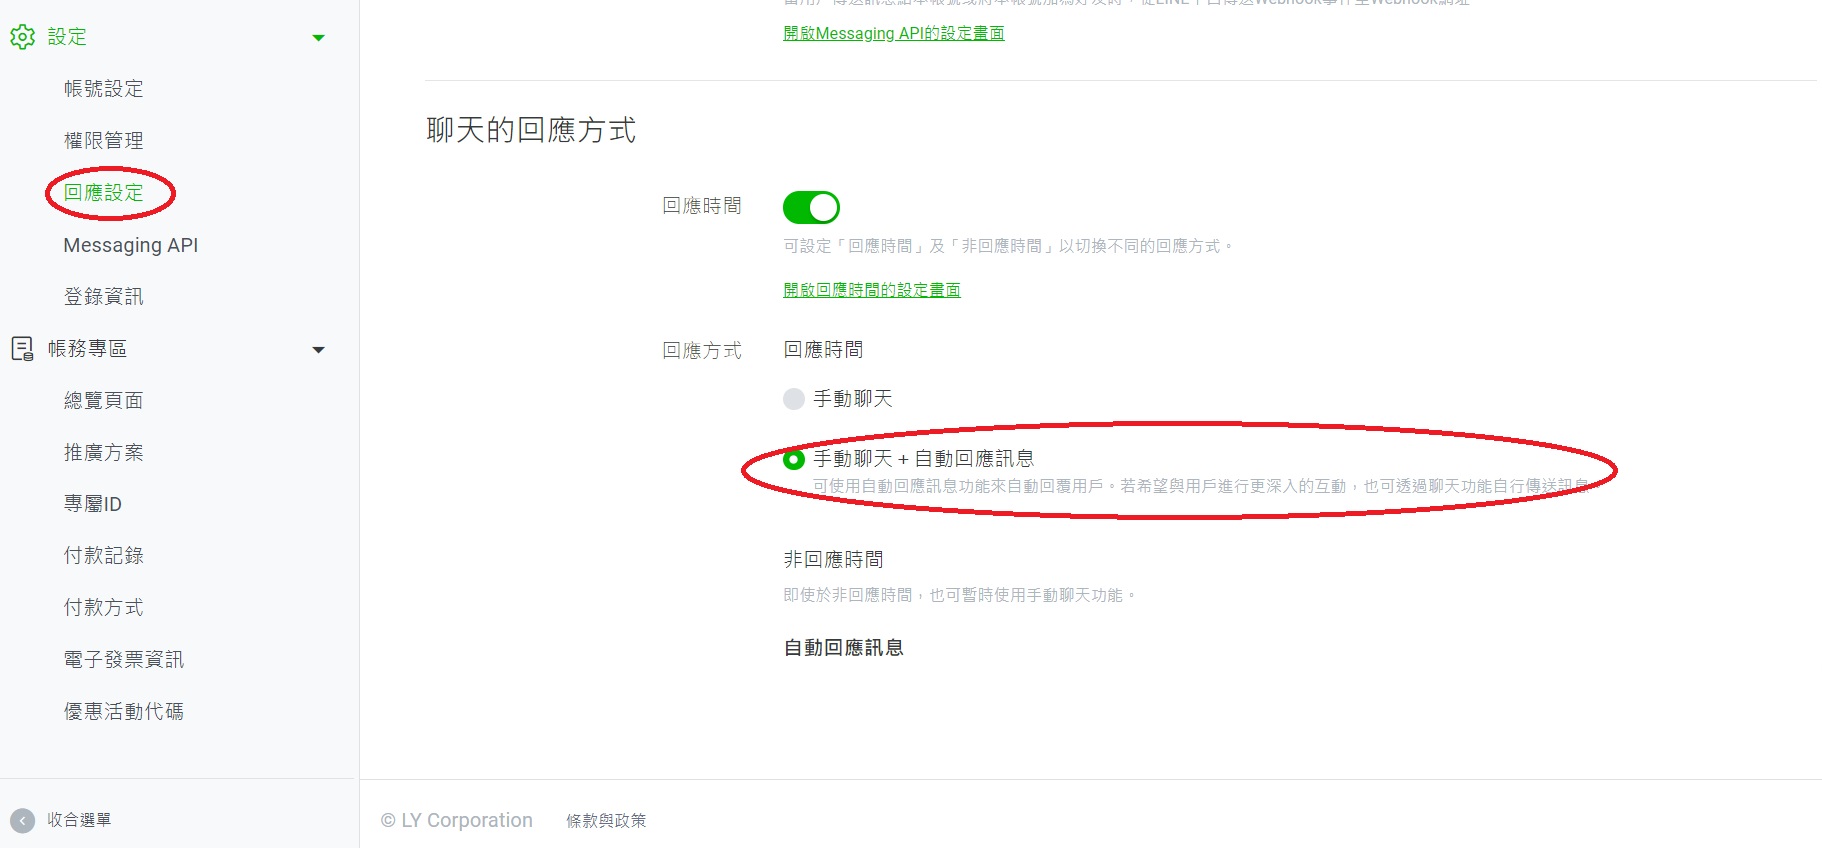 設定
帳號設定
權限管理
回應設定
Messaging API
登錄資訊
帳務專區
總覽頁面
推廣方案
專屬ID
付款記錄
付款方式
電子發票資訊
優惠活動代碼
收合選單
開啟Messaging API的設定畫面
聊天的回應方式
回應時間
可設定「回應時間」及「非回應時間」以切換不同的回應方式。
開啟回應時間的設定畫面
回應方式
回應時間
手動聊天
手動聊天 + 自動回應訊息
可使用自動回應訊息功能來自動回覆用戶。若希望與用戶進行更深入的互動，也可透過聊天功能自行傳送訊息。
非回應時間
即使於非回應時間，也可暫時使用手動聊天功能。
自動回應訊息
© LY Corporation
條款與政策